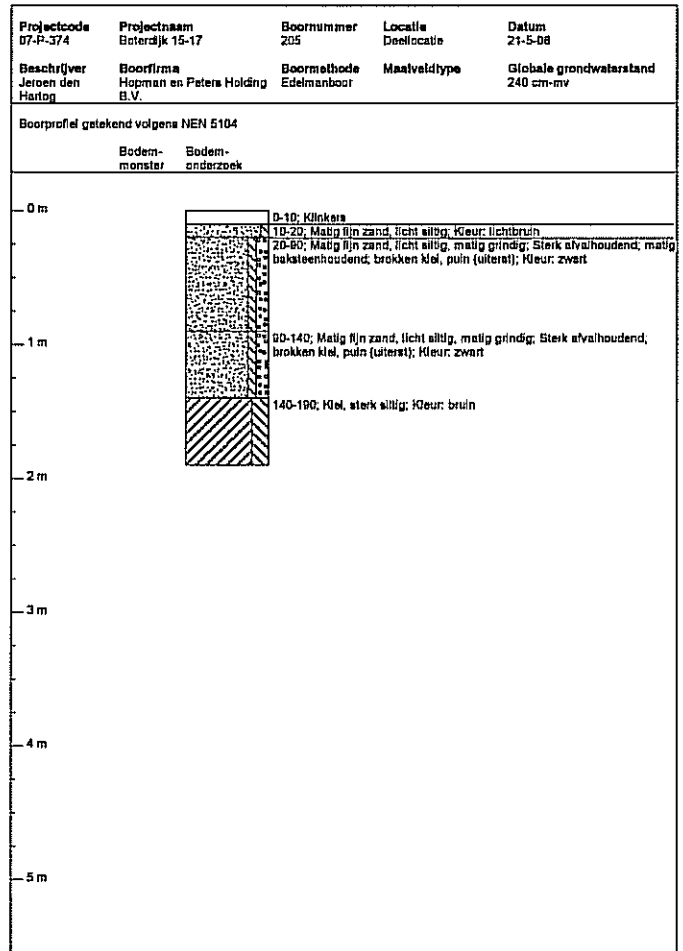 Projectcode Projectnaam Boornummer Locatie Datum
07-P-374 Boterdijk 15-17 205 Deellocatie 21-5-08
Beschrijver Boorfirma Boormethode Maaiveldtype Globale grondwaterstand
Jeroen den Hopman en Peters Holding Edelmanboor 240 cm-mv
Hartog B.V.
Boorprofiel getekend volgens NEN 5104
Bodem- Bodem-
monster onderzoek
0 m
0-10; Klinkers
10-20; Matig fijn zand, licht siltig; Kleur: lichtbruin
20-90; Matig fijn zand, licht siltig, matig grindig; Sterk afvalhoudend; matig
baksteenhoudend; brokken klei, puin (uiterst); Kleur: zwart
1 m
90-140; Matig fijn zand, licht siltig, matig grindig; Sterk afvalhoudend;
brokken klei, puin (uiterst); Kleur: zwart
140-190; Klei, sterk siltig; Kleur: bruin
2 m
3 m
4 m
5 m